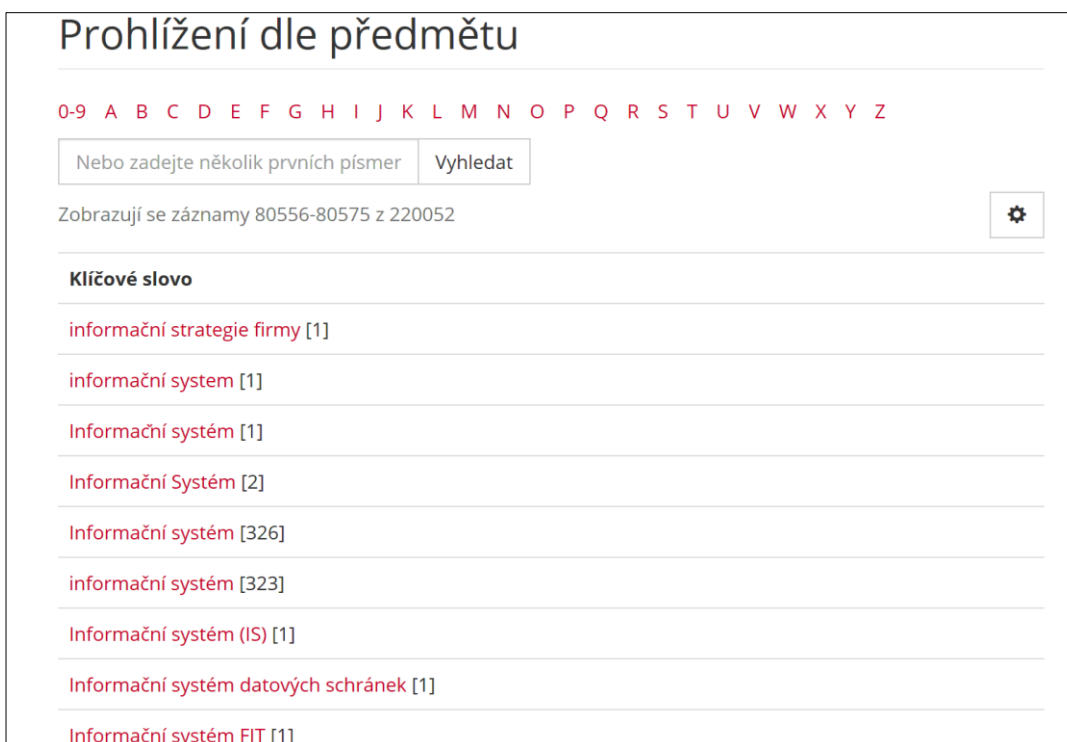 Prohlížení dle předmětu
0-9 A B C D E F G H I J K L M N O P Q R S T U V W X Y Z
Nebo zadejte několik prvních písmer Vyhledat
Zobrazují se záznamy 80556-80575 z 220052
Klíčové slovo
informační strategie firmy [1]
informační system [1]
Informačni systém [1]
Informační Systém [2]
Informační systém [326]
informační systém [323]
Informační systém (IS) [1]
Informační systém datových schránek [1]
Informační systém FIT [1]